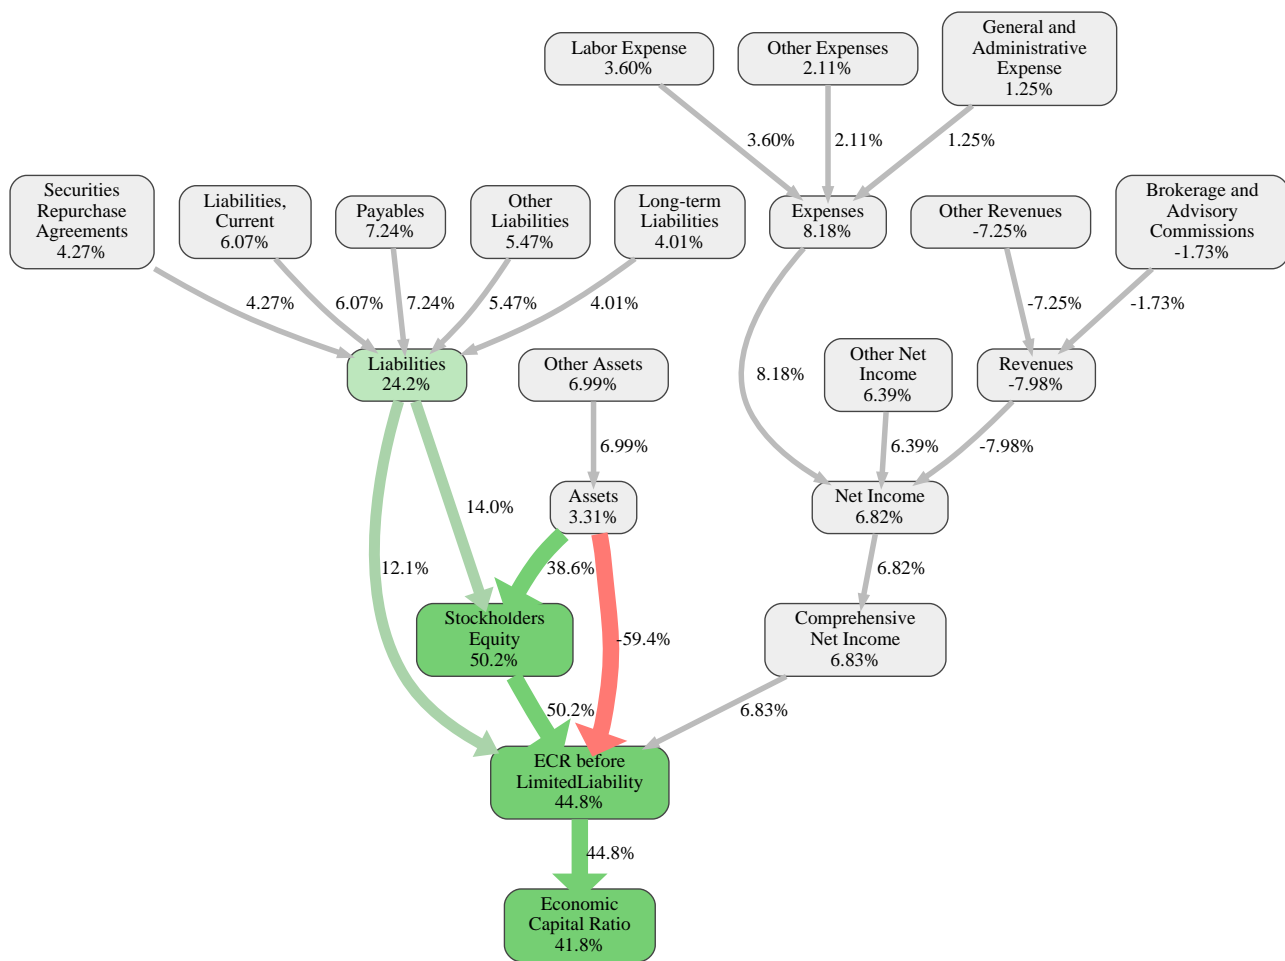 Labor Expense
3.60%
Other Expenses
2.11%
General and
Administrative
Expense
1.25%
3.60%
2.11%
1.25%
Securities
Repurchase
Agreements
4.27%
Liabilities,
Current
6.07%
Payables
7.24%
Other
Liabilities
5.47%
Long-term
Liabilities
4.01%
Expenses
8.18%
Other Revenues
-7.25%
Brokerage and
Advisory
Commissions
-1.73%
4.27%
6.07%
7.24%
5.47%
4.01%
-7.25%
-1.73%
Liabilities
24.2%
Other Assets
6.99%
8.18%
Other Net
Income
6.39%
Revenues
-7.98%
6.99%
6.39%
-7.98%
Assets
3.31%
Net Income
6.82%
14.0%
12.1%
38.6%
6.82%
Stockholders
Equity
50.2%
-59.4%
Comprehensive
Net Income
6.83%
50.2%
6.83%
ECR before
LimitedLiability
44.8%
44.8%
Economic
Capital Ratio
41.8%